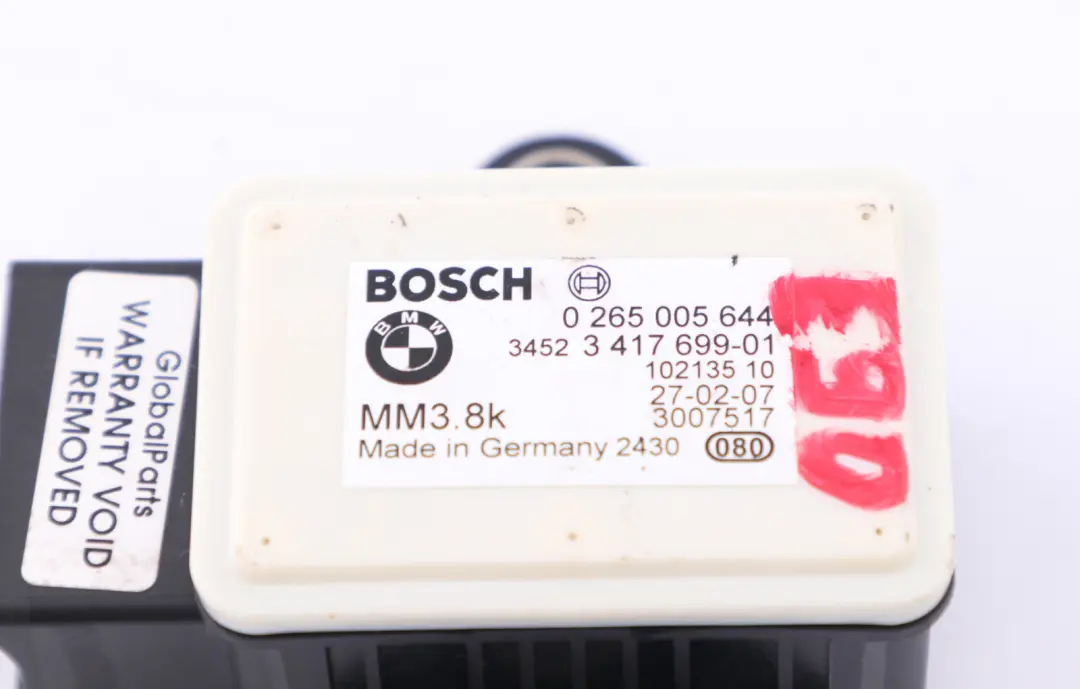 BOSCH
0 265 005 644
BMW
3452 3 417 699-01
102135 10
27-02-07
MM3.8k
3007517
Made in Germany 2430 080
GlobalParts
WARRANTY VOID
IF REMOVED